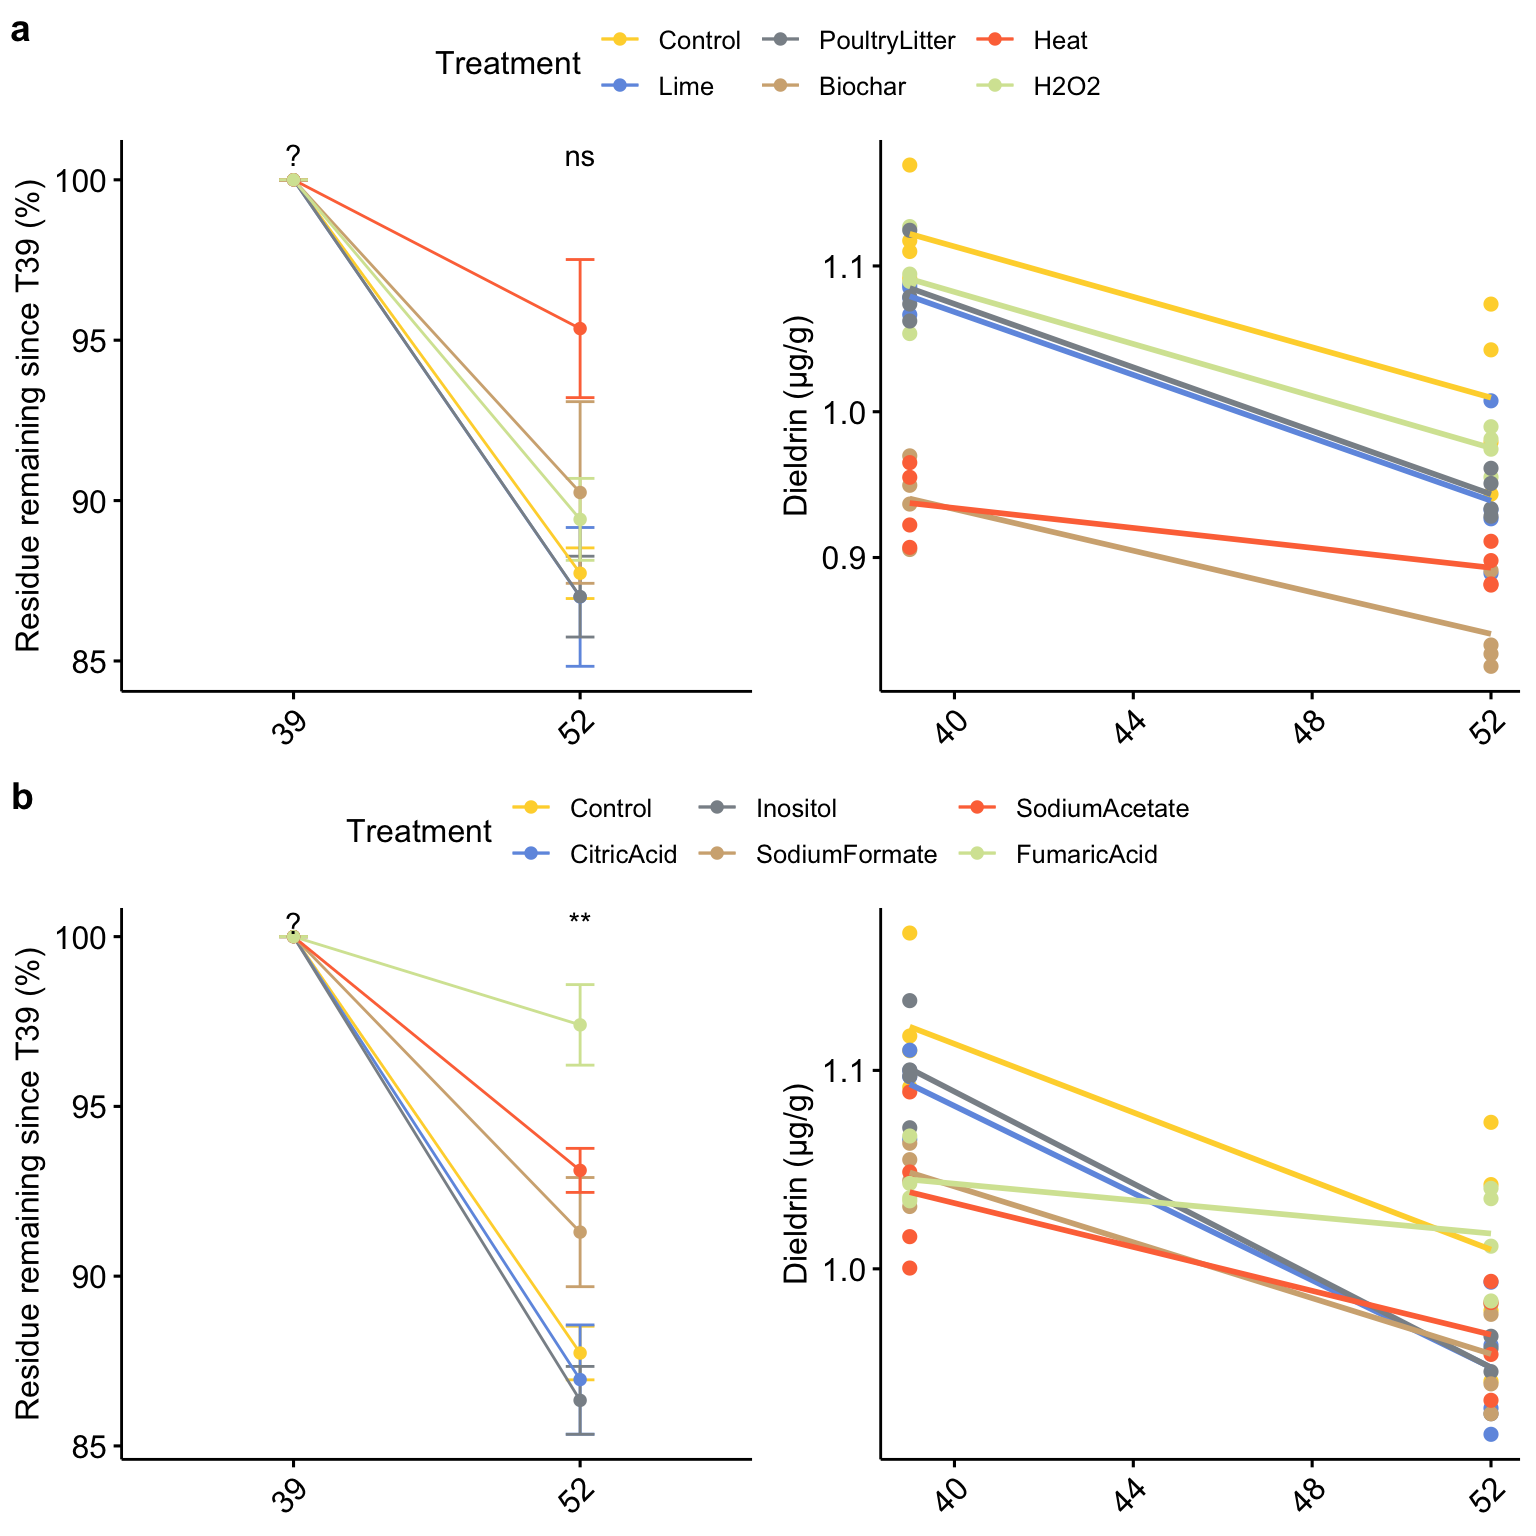 a
Treatment
Control PoultryLitter Heat
Lime Biochar H2O2
Residue remaining since T39 (%)
100
95
90
85
? ns
39 52
Dieldrin (µg/g)
1.1
1.0
0.9
40 44 48 52
b
Treatment
Control Inositol SodiumAcetate
CitricAcid SodiumFormate FumaricAcid
Residue remaining since T39 (%)
100
95
90
85
? **
39 52
Dieldrin (µg/g)
1.1
1.0
40 44 48 52